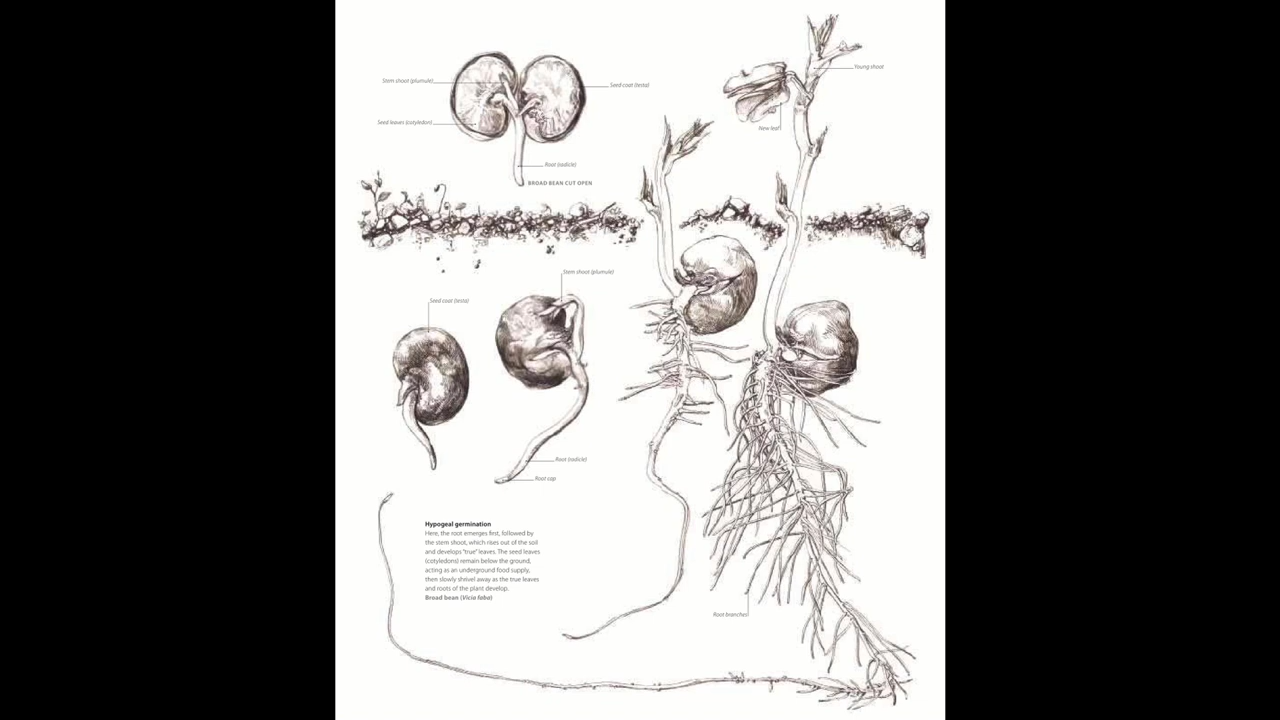 Stem shoot (plumule)
Seed coat (testa)
Seed leaves (cotyledon)
Root (radicle)
BROAD BEAN CUT OPEN
Young shoot
New leaf
Stem shoot (plumule)
Seed coat (testa)
Root (radicle)
Root cap
Hypogeal germination
Here, the root emerges first, followed by
the stem shoot, which rises out of the soil
and develops "true" leaves. The seed leaves
(cotyledons) remain below the ground,
acting as an underground food supply,
then slowly shrivel away as the true leaves
and roots of the plant develop.
Broad bean (Vicia faba)
Root branches